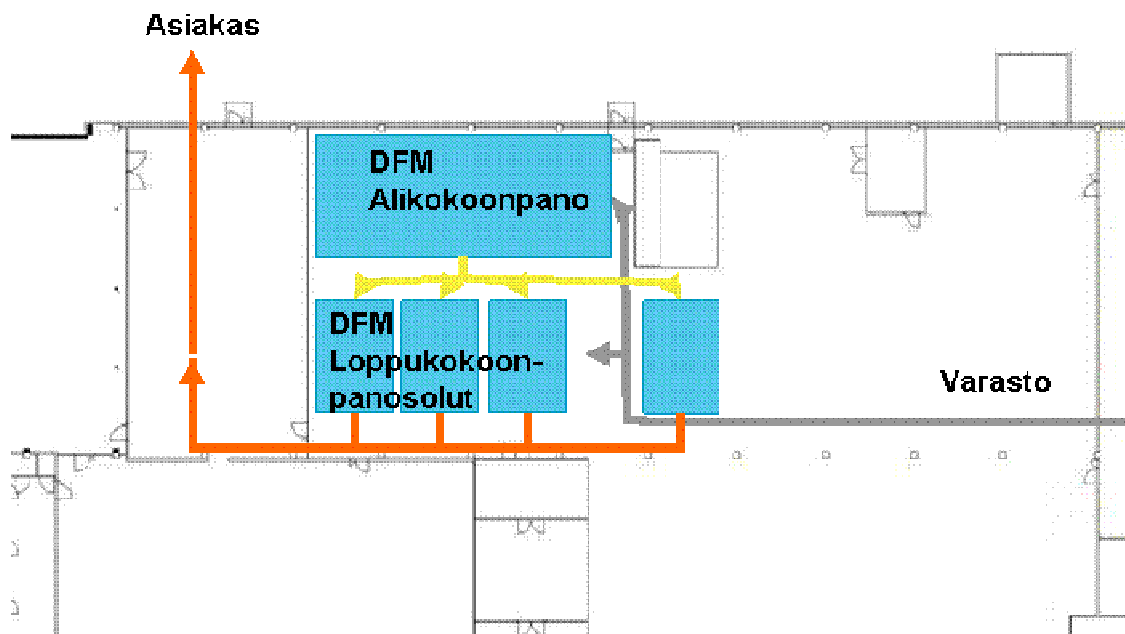 Asiakas
DFM
Alikokoonpano
DFM
Loppukokoon-
panosolut
Varasto